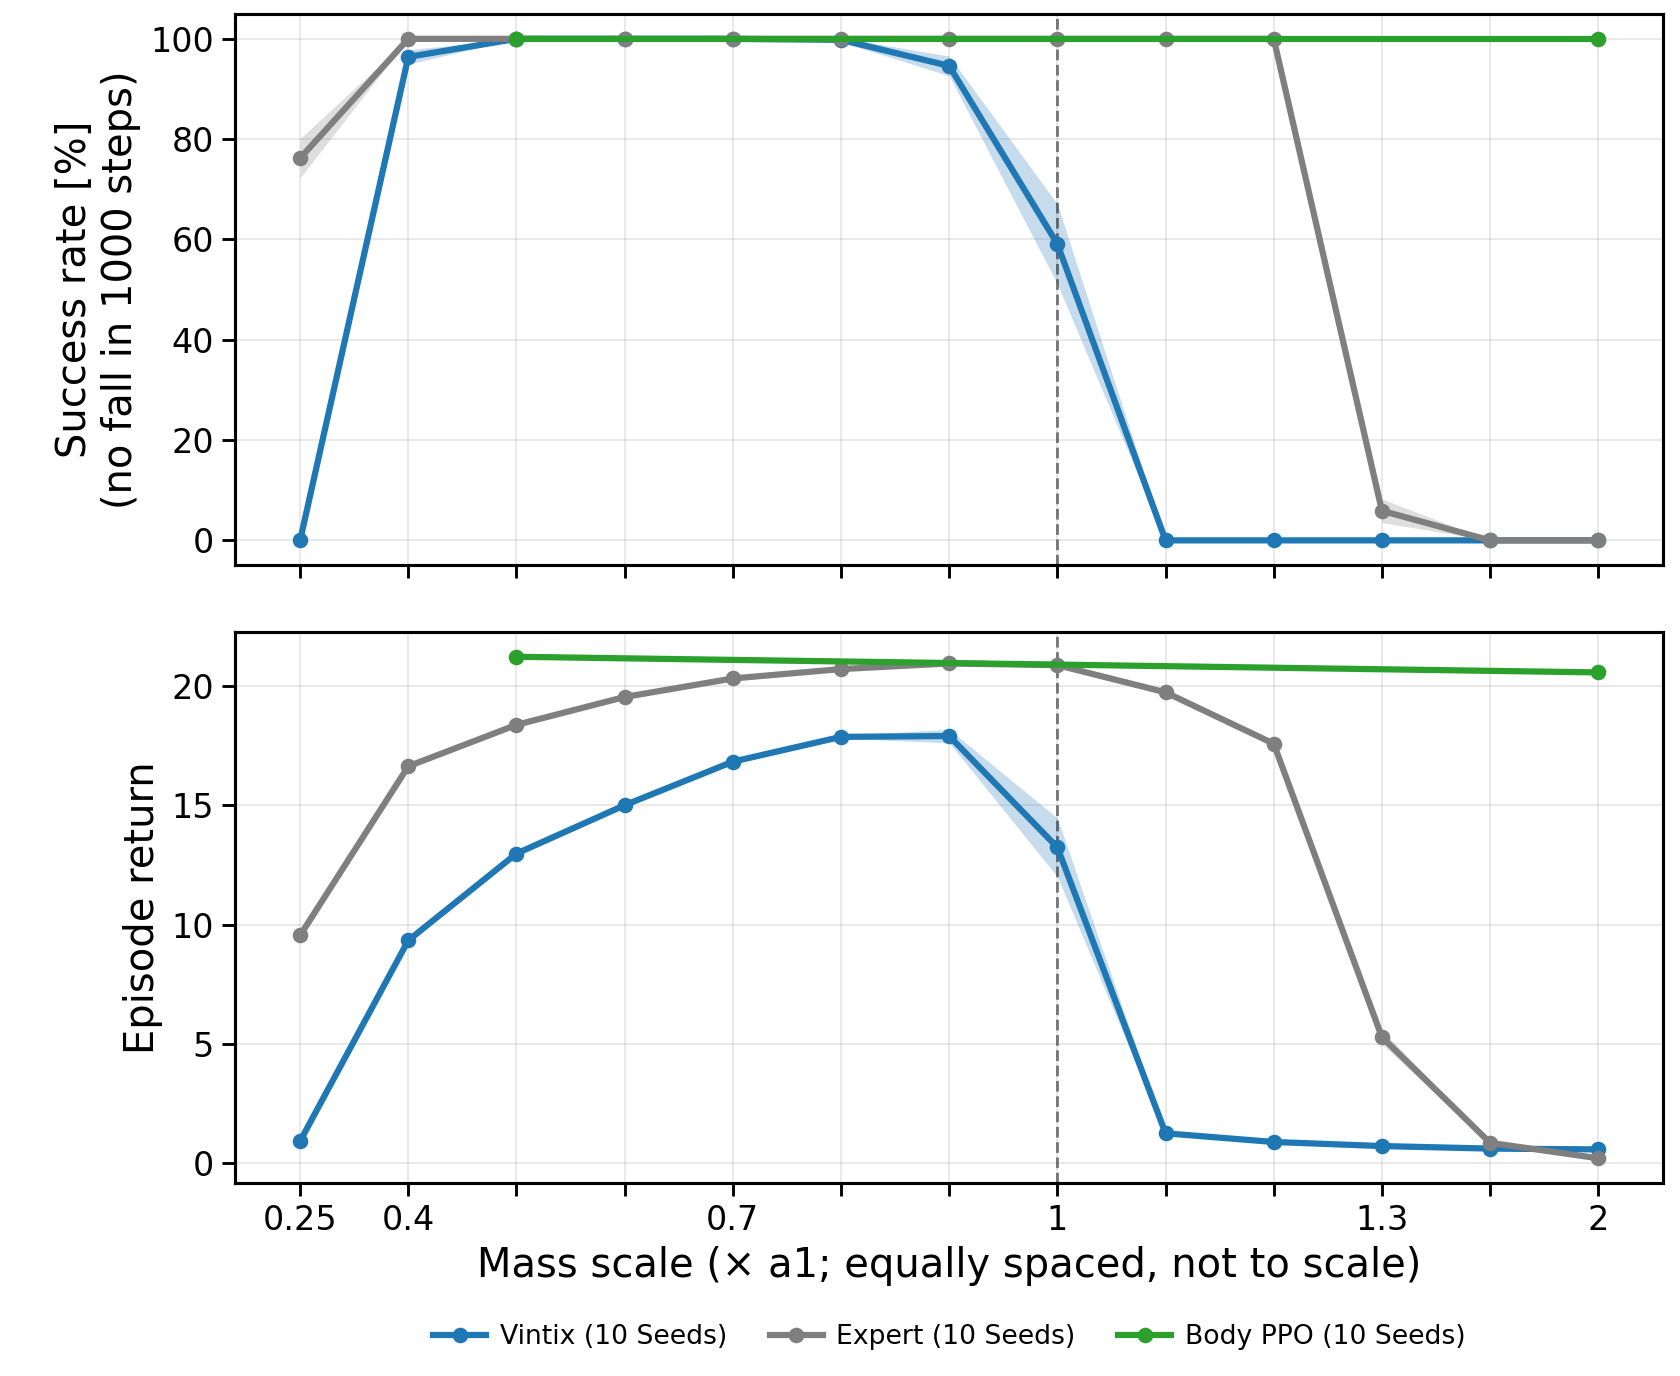 Success rate [%]
(no fall in 1000 steps)
100
80
60
40
20
0
Episode return
20
15
10
5
0
0.25 0.4 0.7 1 1.3 2
Mass scale (× a1; equally spaced, not to scale)
Vintix (10 Seeds) Expert (10 Seeds) Body PPO (10 Seeds)